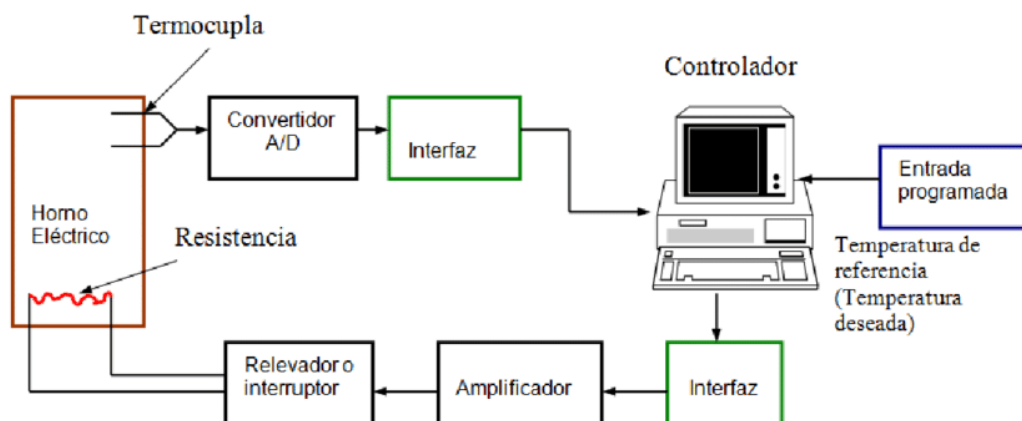 Termocupla
Controlador
Convertidor
A/D
Interfaz
Entrada
programada
Horno
Eléctrico
Resistencia
Temperatura de
referencia
(Temperatura
deseada)
Relevador o
interruptor
Amplificador
Interfaz